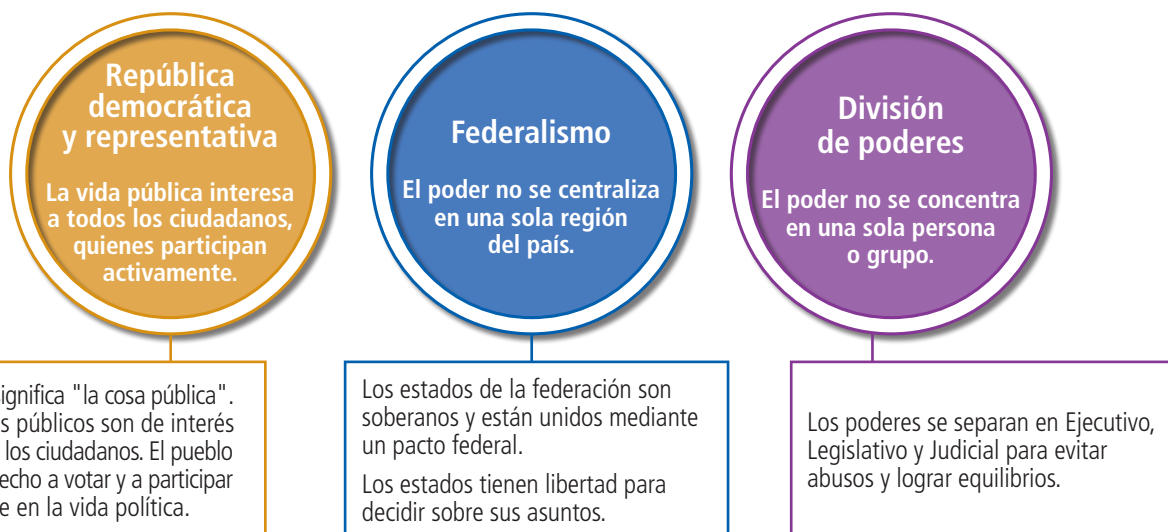 República
democrática
y representativa
La vida pública interesa
a todos los ciudadanos,
quienes participan
activamente.
significa "la cosa pública".
s públicos son de interés
los ciudadanos. El pueblo
echo a votar y a participar
e en la vida política.
Federalismo
El poder no se centraliza
en una sola región
del país.
Los estados de la federación son
soberanos y están unidos mediante
un pacto federal.
Los estados tienen libertad para
decidir sobre sus asuntos.
División
de poderes
El poder no se concentra
en una sola persona
o grupo.
Los poderes se separan en Ejecutivo,
Legislativo y Judicial para evitar
abusos y lograr equilibrios.